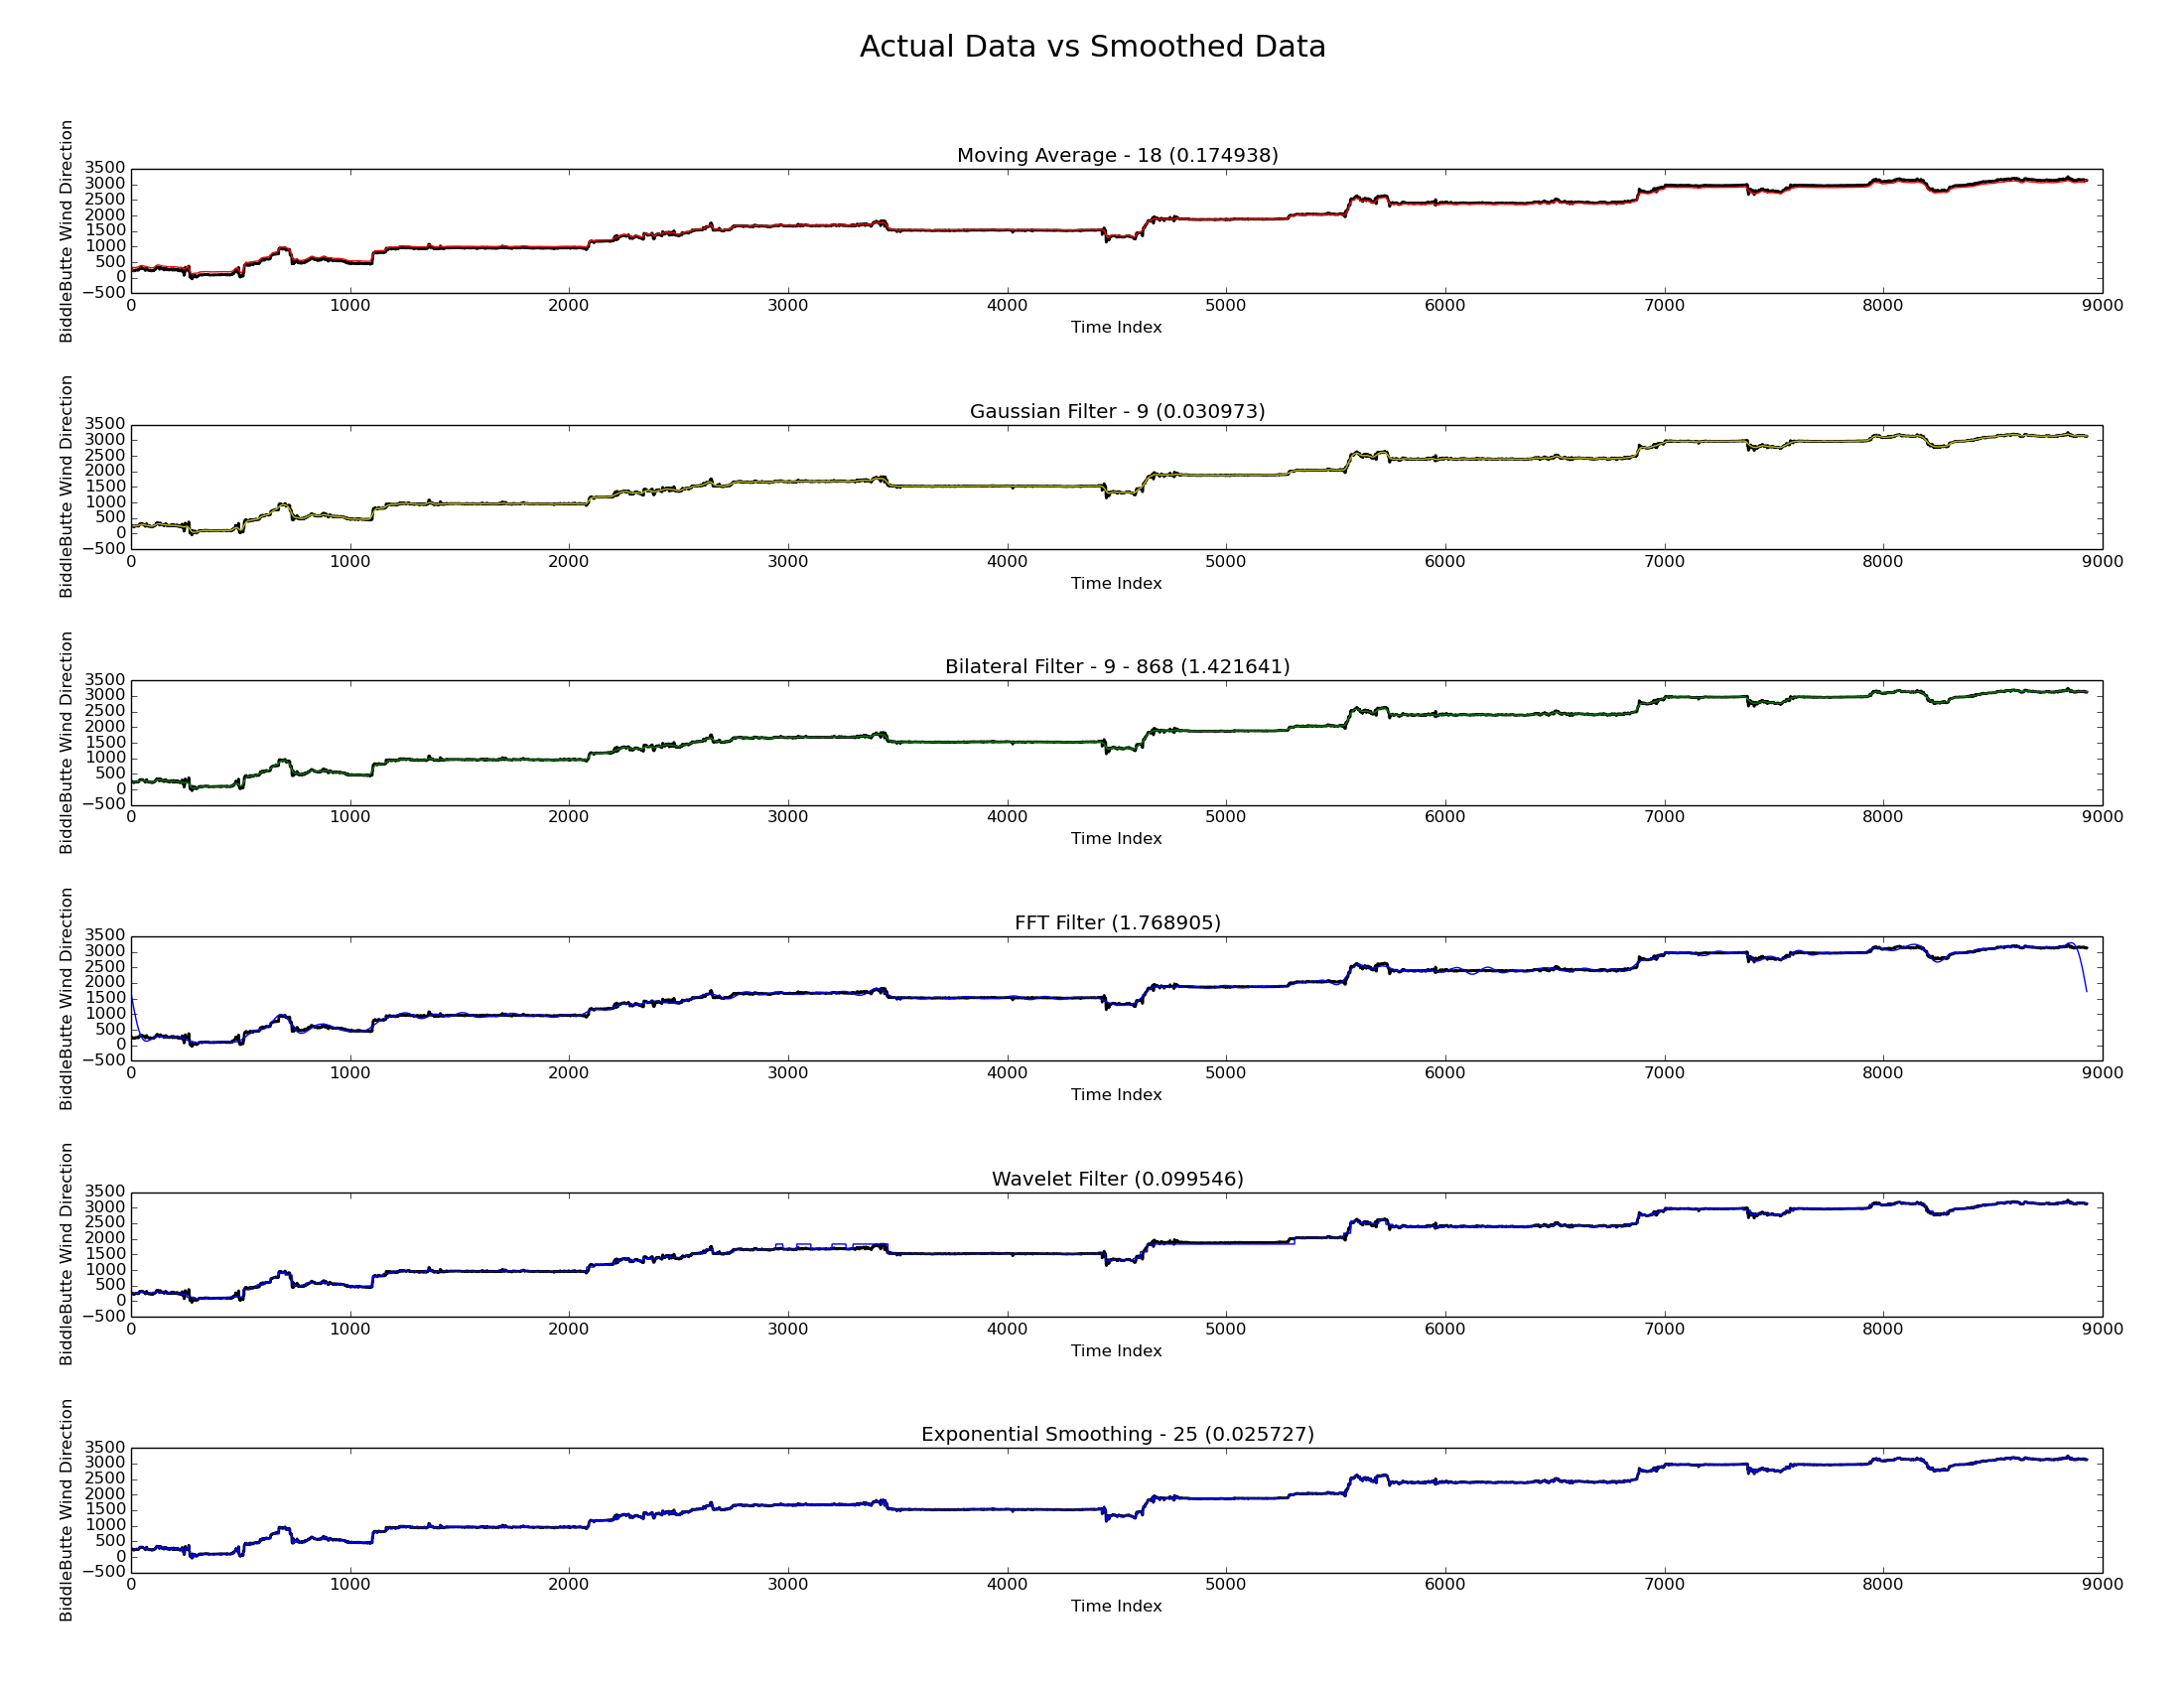 Actual Data vs Smoothed Data
Moving Average - 18 (0.174938)
BiddleButte Wind Direction
3500
3000
2500
2000
1500
1000
500
0
−500
0 1000 2000 3000 4000 5000 6000 7000 8000 9000
Time Index
Gaussian Filter - 9 (0.030973)
BiddleButte Wind Direction
3500
3000
2500
2000
1500
1000
500
0
−500
0 1000 2000 3000 4000 5000 6000 7000 8000 9000
Time Index
Bilateral Filter - 9 - 868 (1.421641)
BiddleButte Wind Direction
3500
3000
2500
2000
1500
1000
500
0
−500
0 1000 2000 3000 4000 5000 6000 7000 8000 9000
Time Index
FFT Filter (1.768905)
BiddleButte Wind Direction
3500
3000
2500
2000
1500
1000
500
0
−500
0 1000 2000 3000 4000 5000 6000 7000 8000 9000
Time Index
Wavelet Filter (0.099546)
BiddleButte Wind Direction
3500
3000
2500
2000
1500
1000
500
0
−500
0 1000 2000 3000 4000 5000 6000 7000 8000 9000
Time Index
Exponential Smoothing - 25 (0.025727)
BiddleButte Wind Direction
3500
3000
2500
2000
1500
1000
500
0
−500
0 1000 2000 3000 4000 5000 6000 7000 8000 9000
Time Index